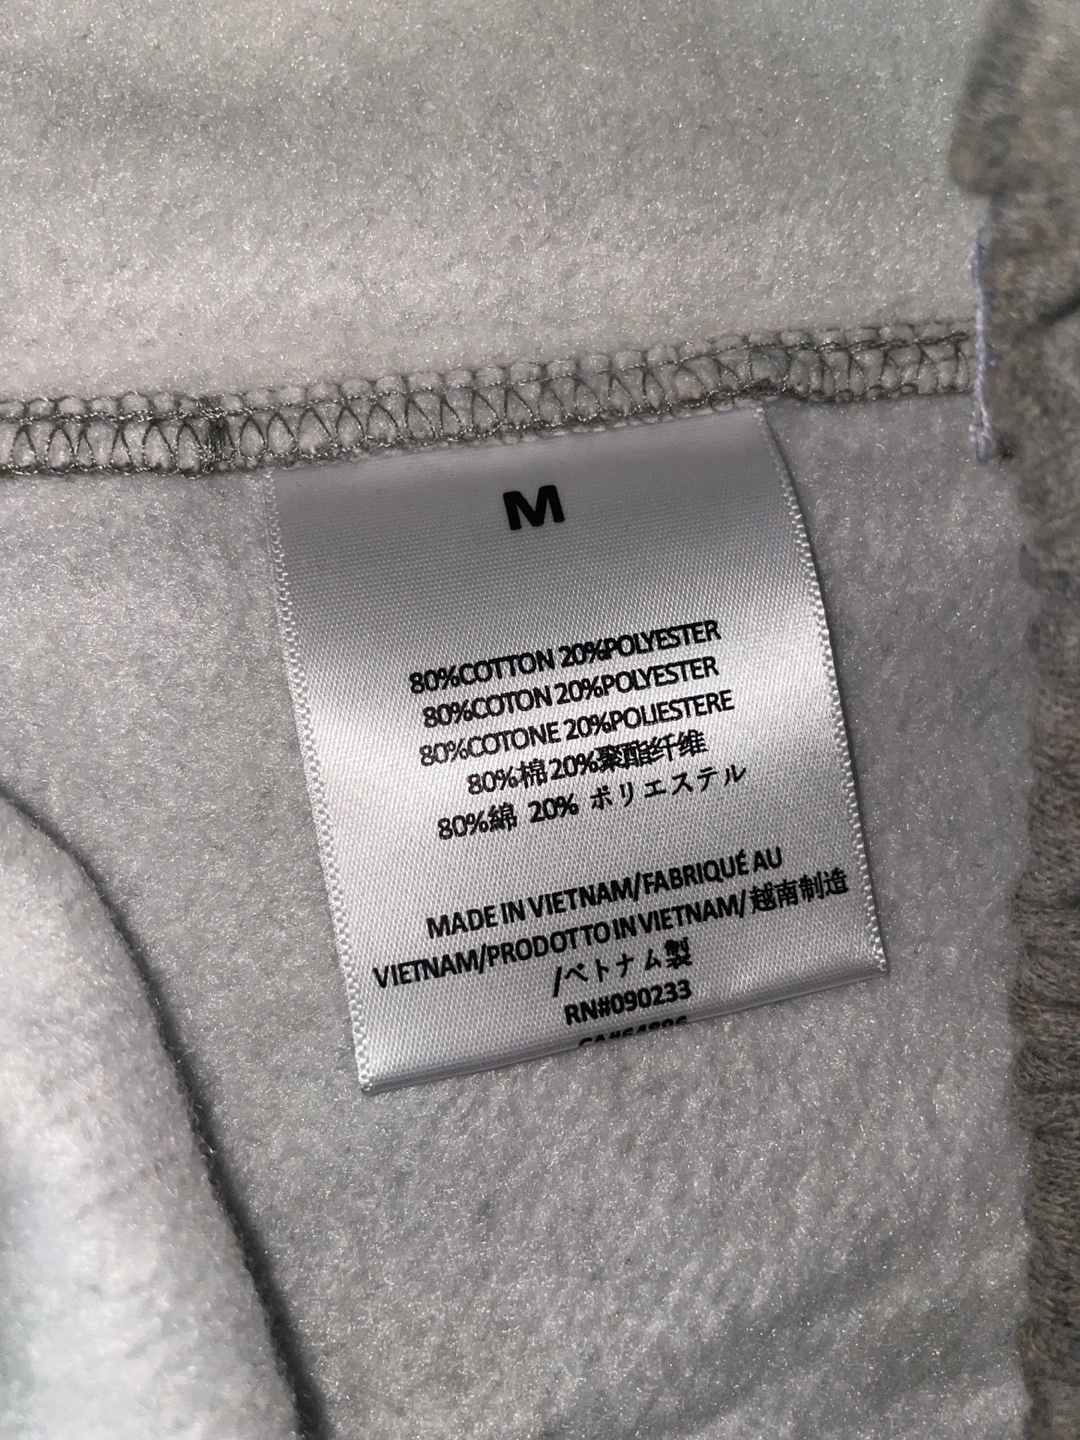 M
80%COTTON 20%POLYESTER
80%COTON 20%POLYESTER
80%COTONE 20%POLIESTERE
80%棉20%聚酯纤维
80%綿 20% ポリエステル
MADE IN VIETNAM/FABRIQUÉ AU
VIETNAM/PRODOTTO IN VIETNAM/越南制造
/ベトナム製
RN#090233